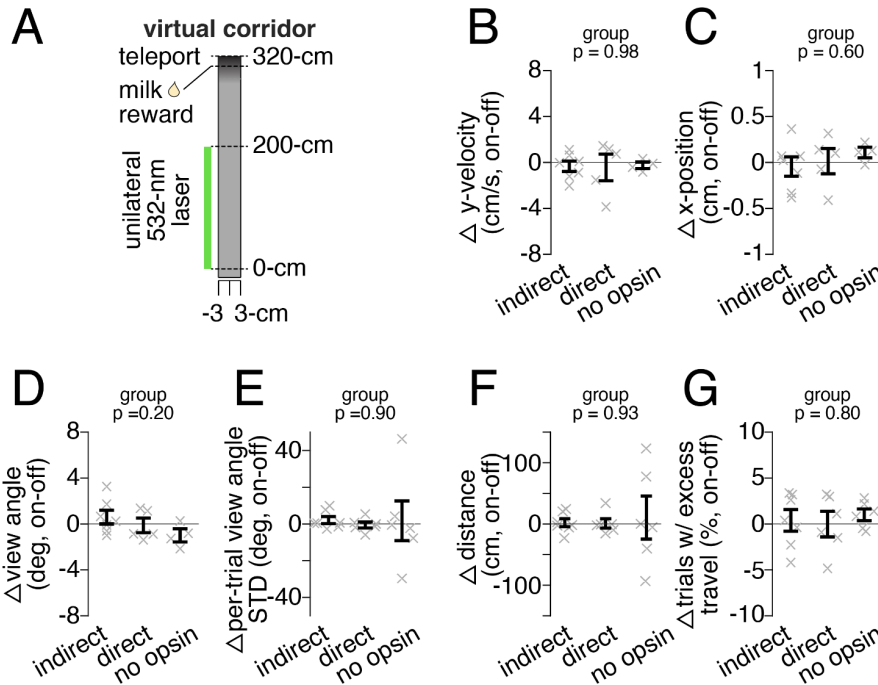 A
virtual corridor
teleport
320-cm
milk
reward
200-cm
unilateral
532-nm
laser
0-cm
-3 3-cm
B
group
p = 0.98
△ y-velocity
(cm/s, on-off)
8
4
0
-4
-8
indirect
direct
no opsin
C
group
p = 0.60
△ x-position
(cm, on-off)
1
0.5
0
-0.5
-1
indirect
direct
no opsin
D
group
p =0.20
△view angle
(deg, on-off)
8
4
0
-4
-8
indirect
direct
no opsin
E
group
p =0.90
△per-trial view angle
STD (deg, on-off)
40
0
-40
indirect
direct
no opsin
F
group
p = 0.93
△distance
(cm, on-off)
100
0
-100
indirect
direct
no opsin
G
group
p = 0.80
△trials w/ excess
travel (%, on-off)
10
5
0
-5
-10
indirect
direct
no opsin